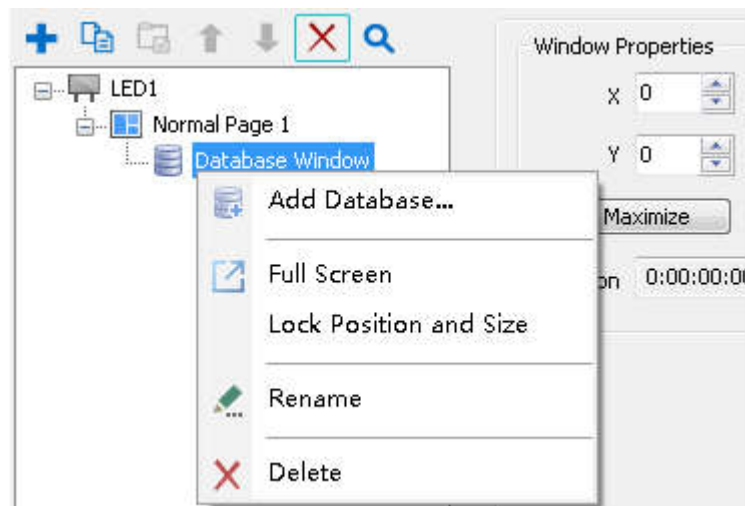 Window Properties
LED1
X 0
Normal Page 1
Y 0
Database Window
Add Database...
Maximize
Full Screen
on 0:00:00:0
Lock Position and Size
Rename
Delete